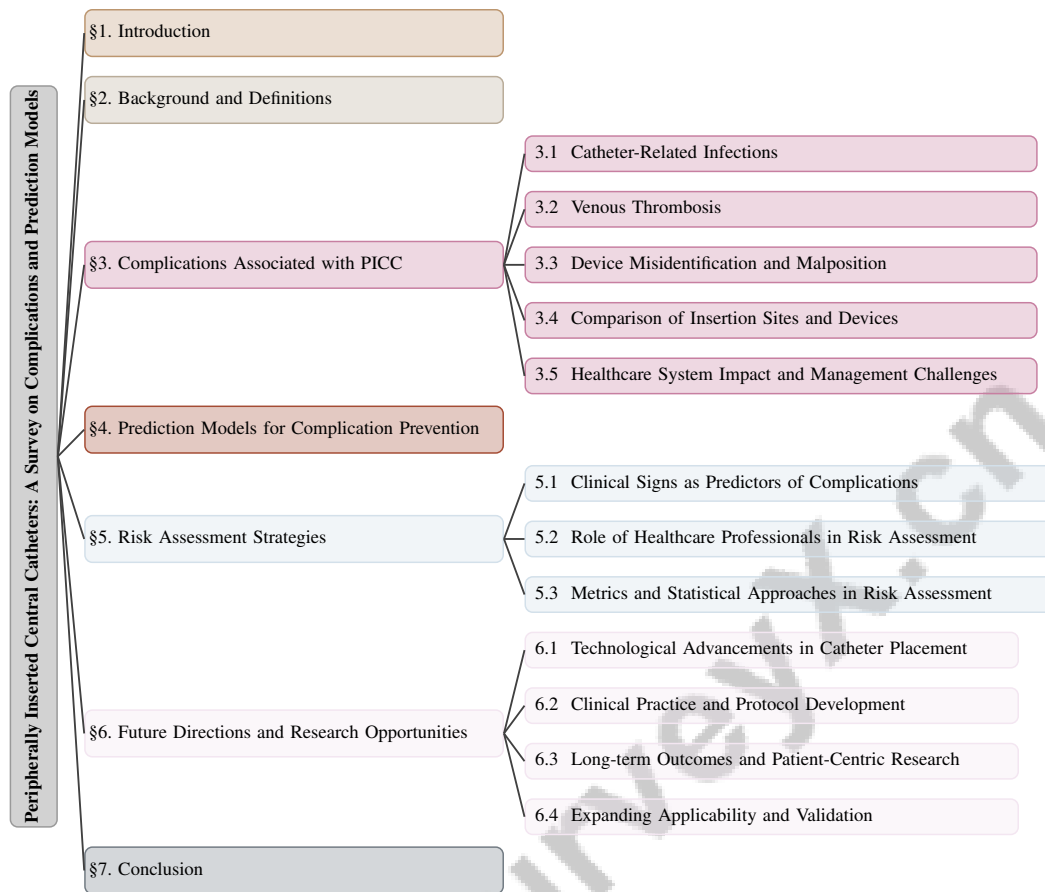 Peripherally Inserted Central Catheters: A Survey on Complications and Prediction Models
§1. Introduction
§2. Background and Definitions
§3. Complications Associated with PICC
3.1 Catheter-Related Infections
3.2 Venous Thrombosis
3.3 Device Misidentification and Malposition
3.4 Comparison of Insertion Sites and Devices
3.5 Healthcare System Impact and Management Challenges
§4. Prediction Models for Complication Prevention
§5. Risk Assessment Strategies
5.1 Clinical Signs as Predictors of Complications
5.2 Role of Healthcare Professionals in Risk Assessment
5.3 Metrics and Statistical Approaches in Risk Assessment
§6. Future Directions and Research Opportunities
6.1 Technological Advancements in Catheter Placement
6.2 Clinical Practice and Protocol Development
6.3 Long-term Outcomes and Patient-Centric Research
6.4 Expanding Applicability and Validation
§7. Conclusion
urveyx.cn